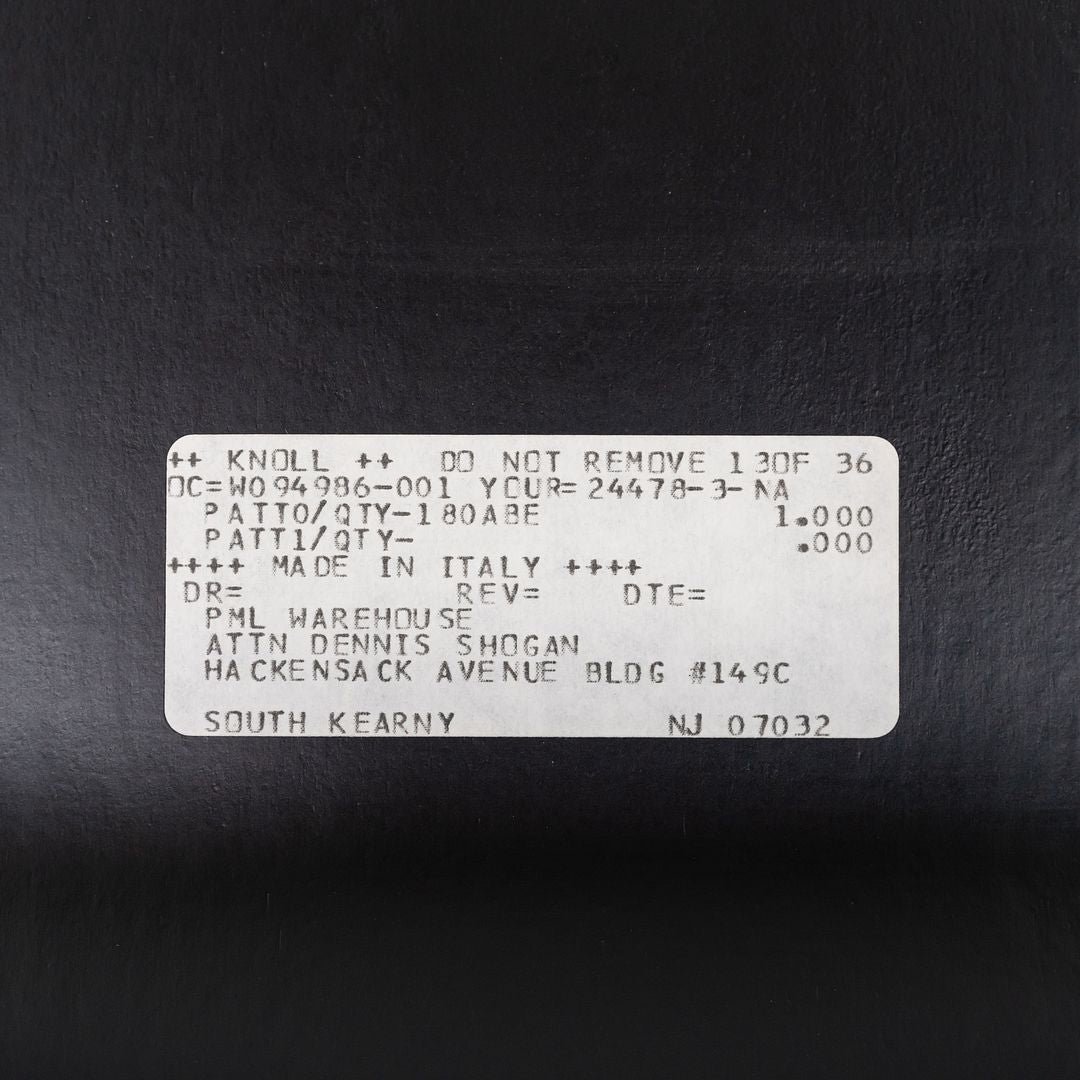 ++ KNOLL ++ DO NOT REMOVE 1 30F 36
OC=W094986-001 YOUR=24478-3-NA
PATT0/QTY-180ABE 1.000
PATT1/QTY- .000
++++ MADE IN ITALY ++++
DR= REV= DTE=
PML WAREHOUSE
ATTN DENNIS SHOGAN
HACKENSACK AVENUE BLDG #149C
SOUTH KEARNY NJ 07032